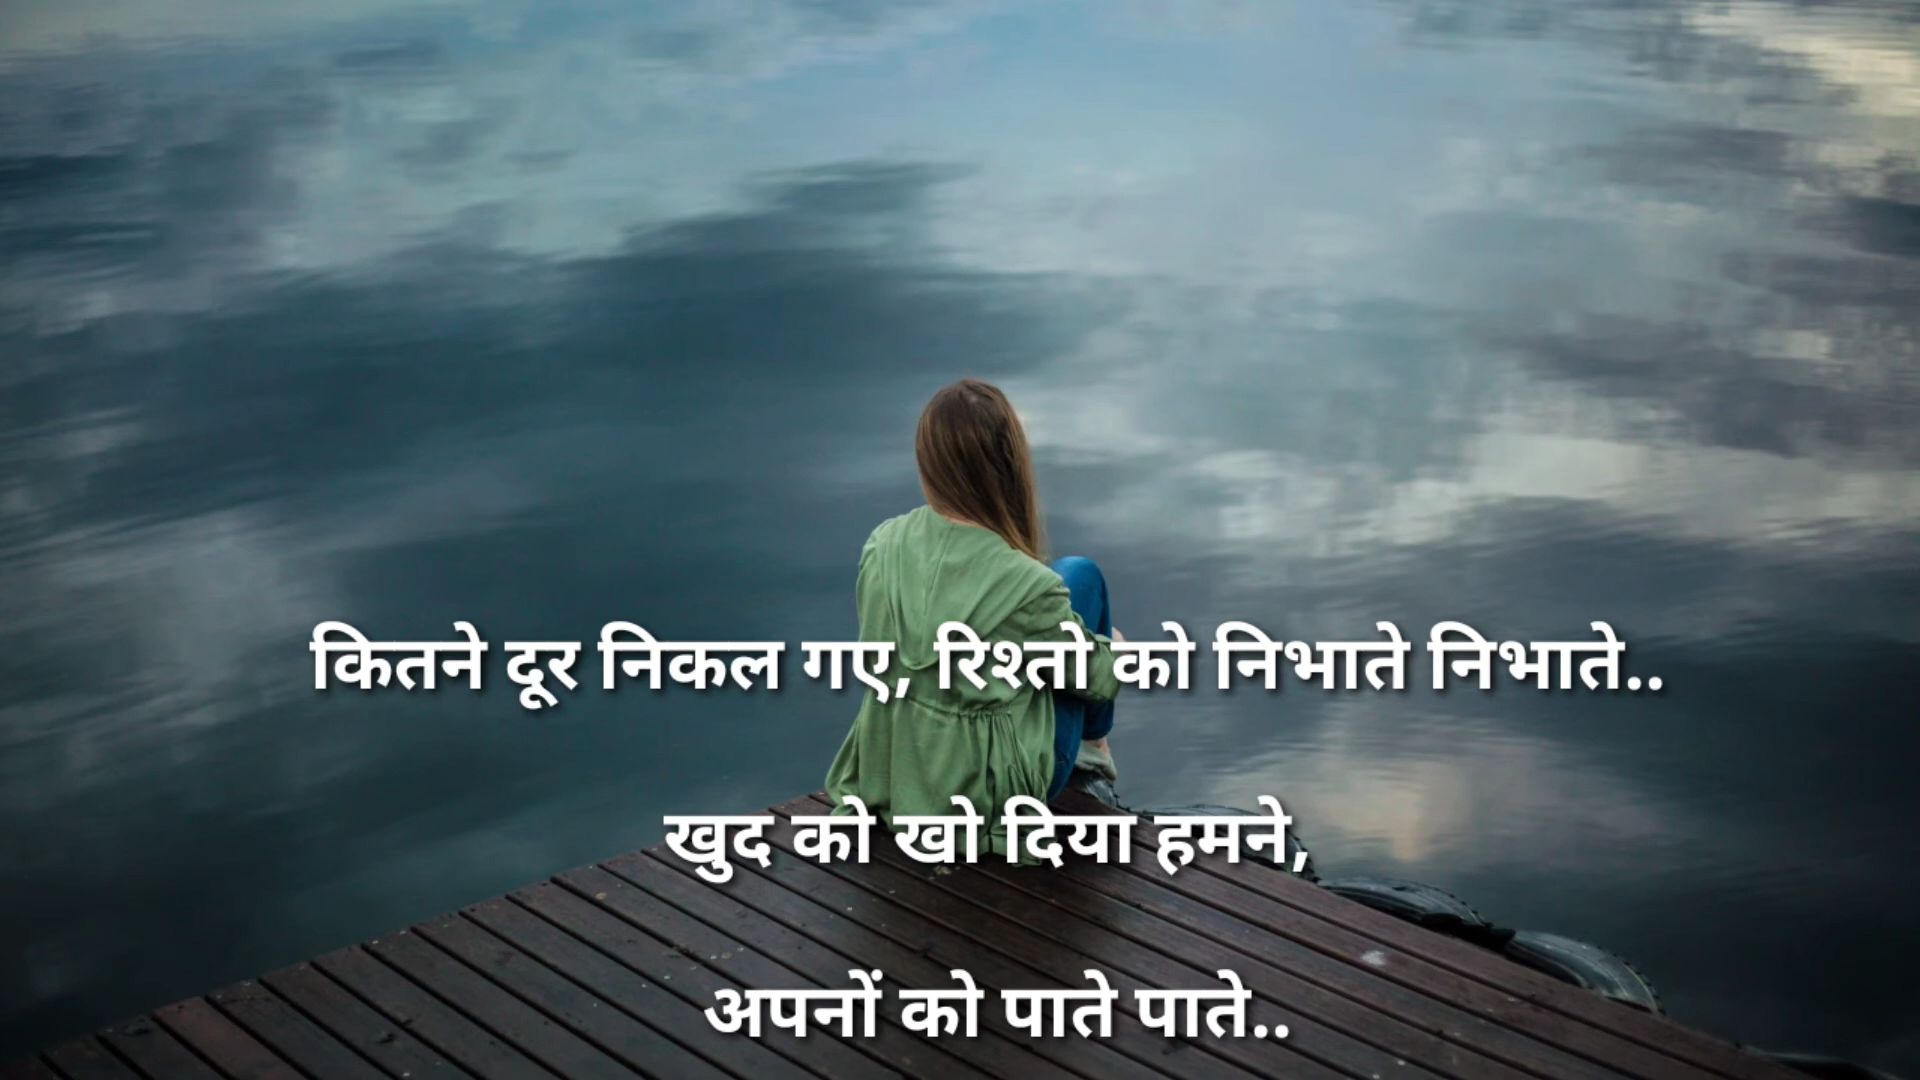 कितने दूर निकल गए, रिश्तो को निभाते निभाते..
खुद को खो दिया हमने,
अपनों को पाते पाते..